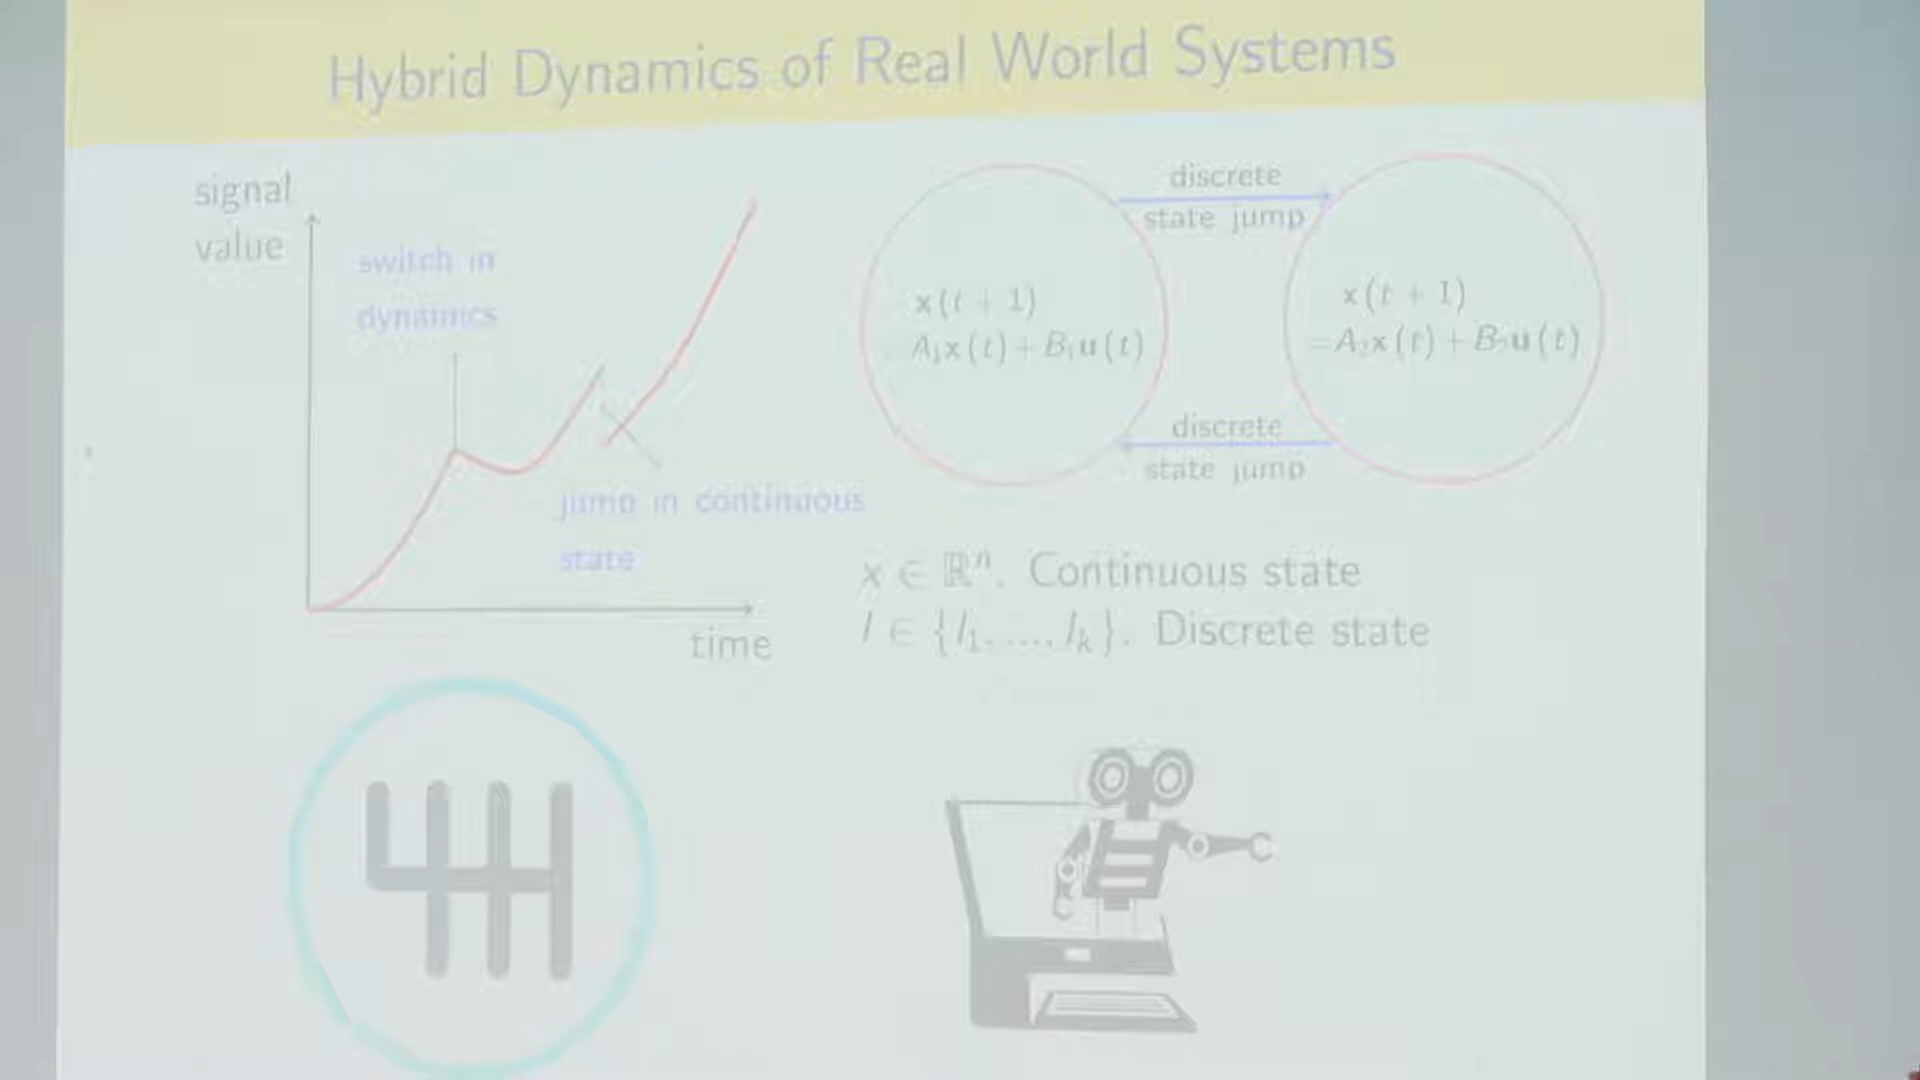 Hybrid Dynamics of Real World Systems
signal
value
switch in
dynamics
jump in continuous
state
time
discrete
state jump
x(t + 1)
A₁x(t) + B₁u(t)
x(t + 1)
=A₂x(t) + B₂u(t)
discrete
state jump
x ∈ ℝⁿ. Continuous state
l ∈ {l₁, ..., lₖ}. Discrete state